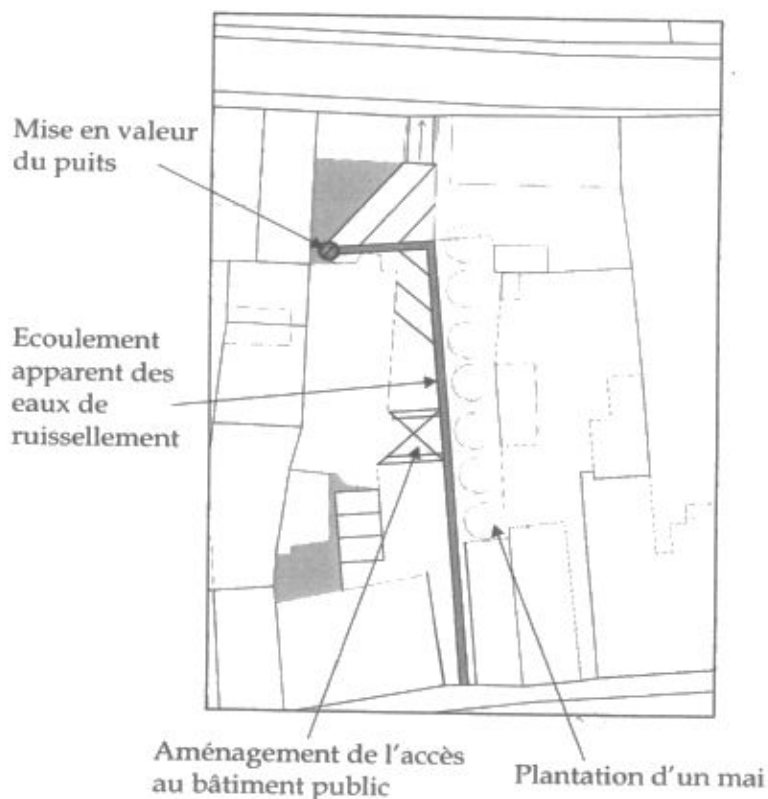 Mise en valeur
du puits
Ecoulement
apparent des
eaux de
ruissellement
Aménagement de l'accès
au bâtiment public
Plantation d'un mai